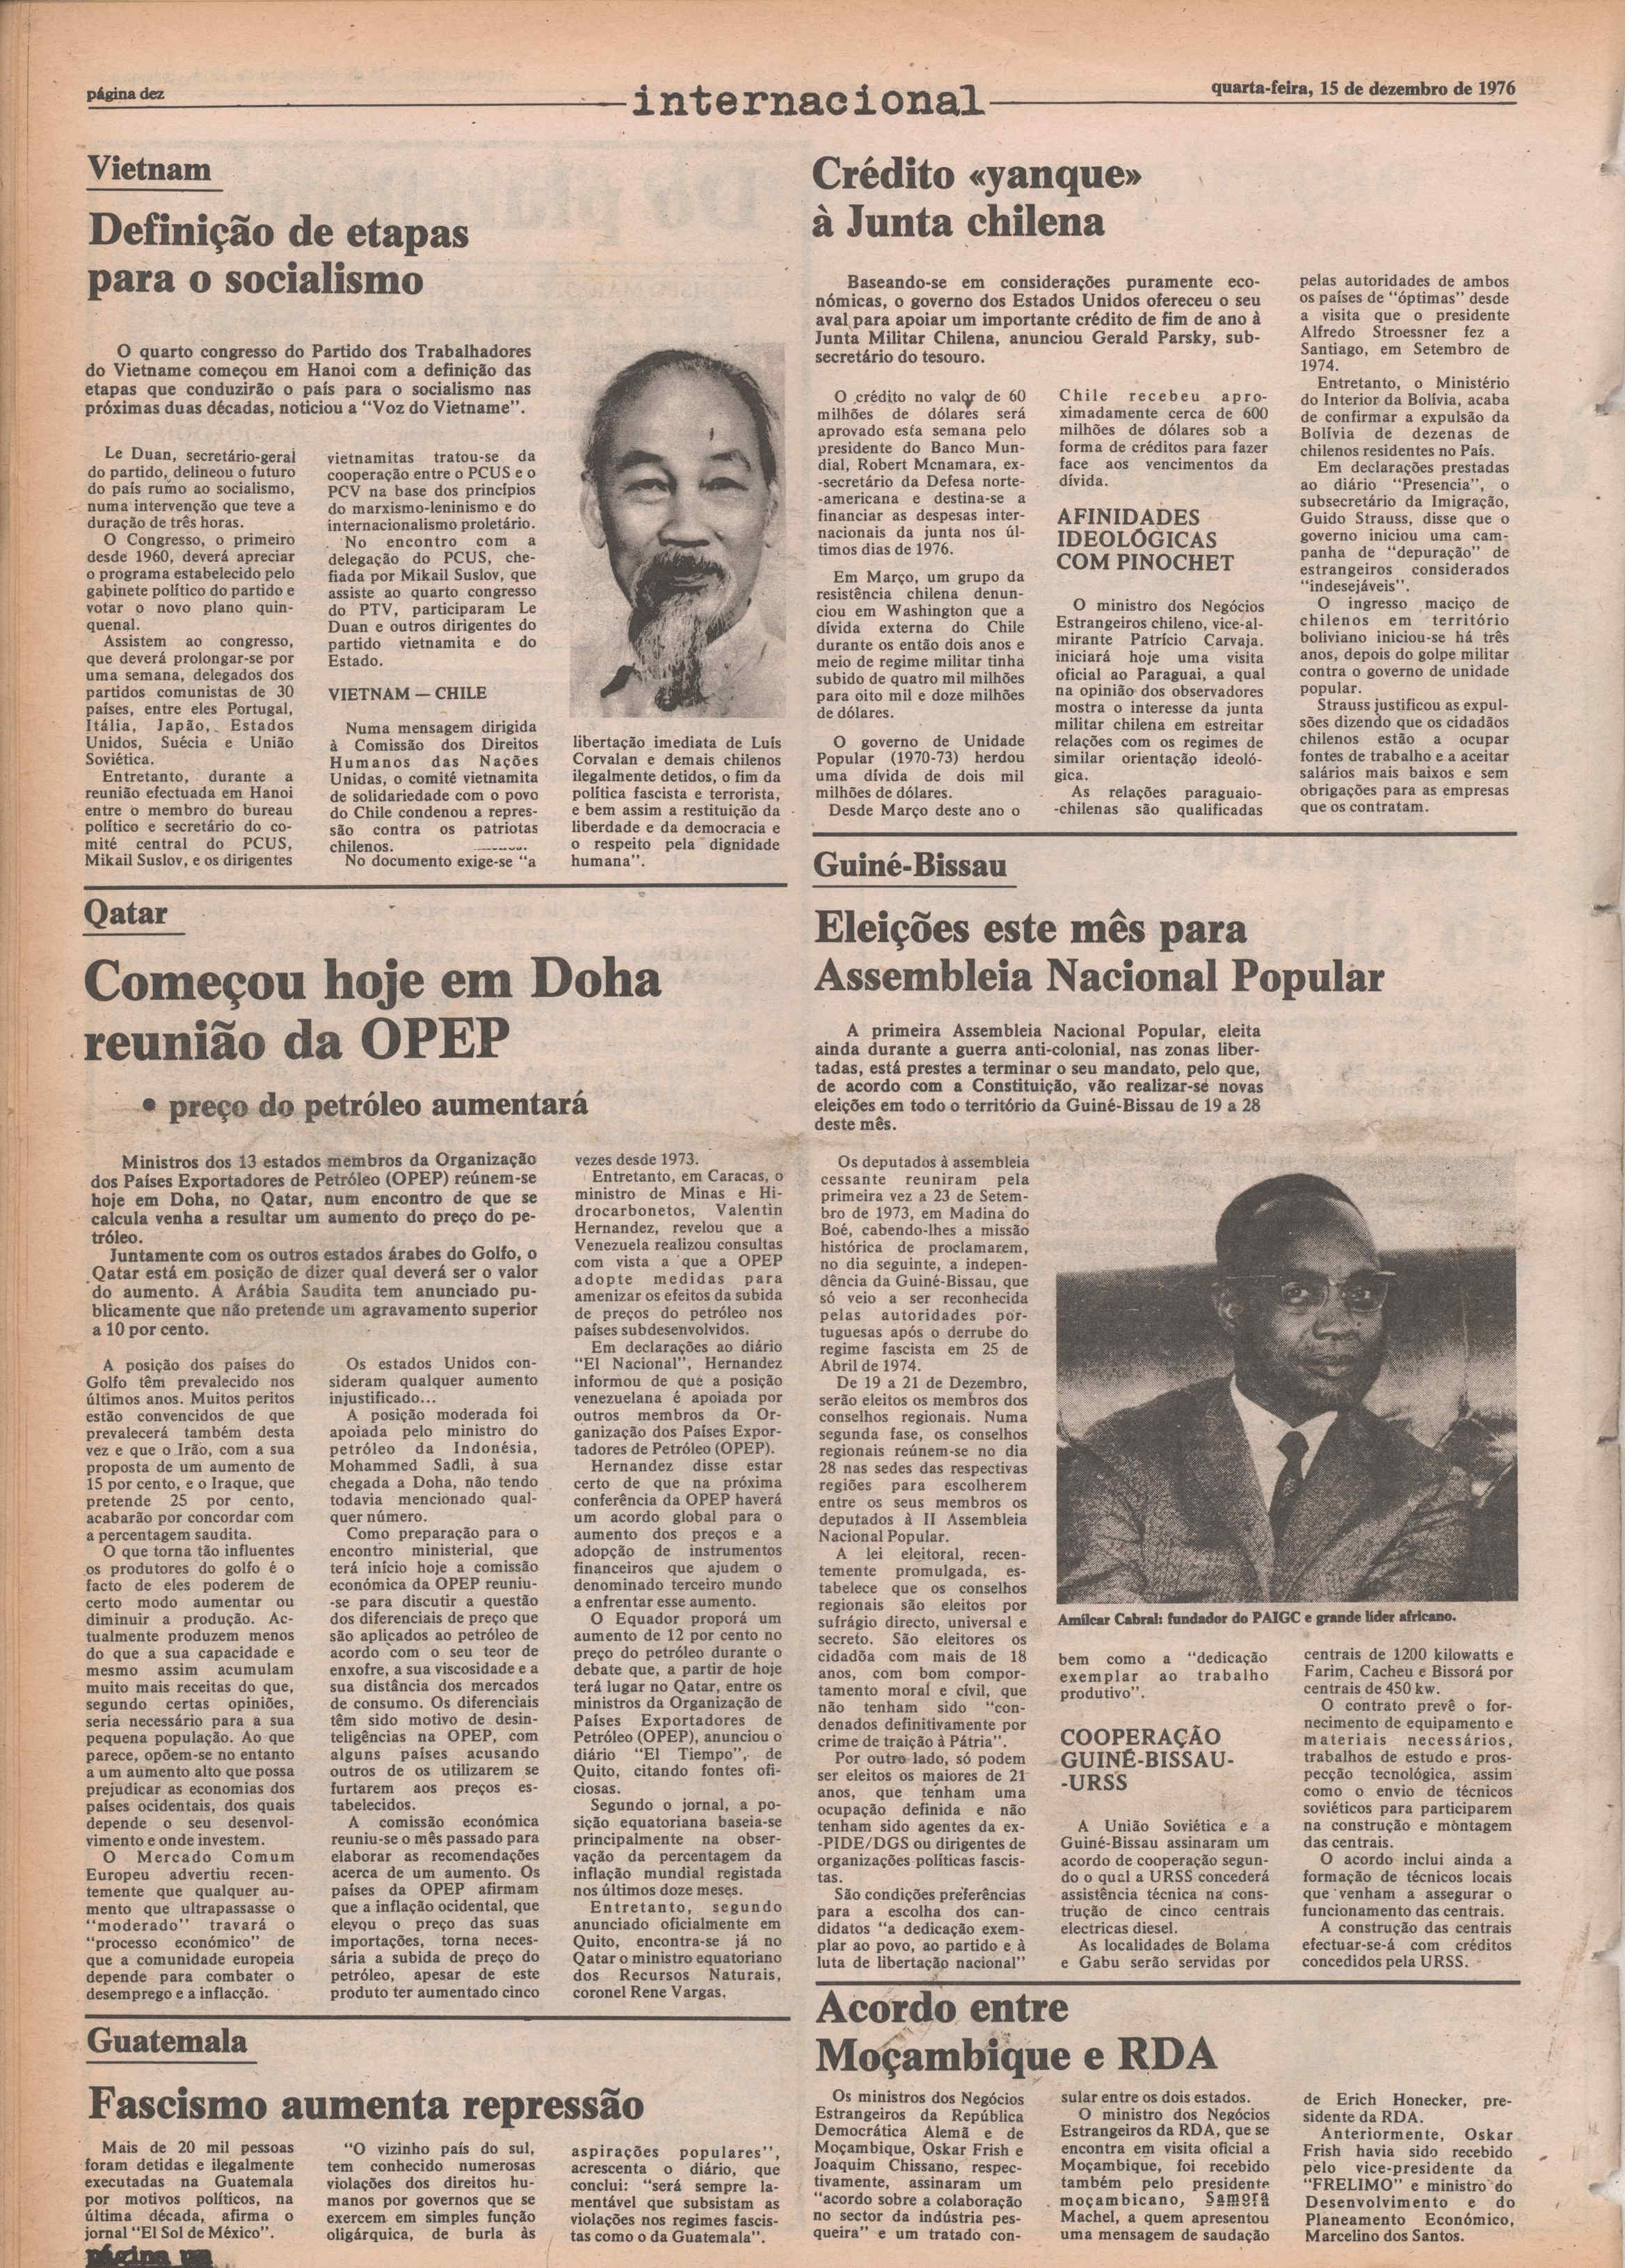 página dez
internacional
quarta-feira, 15 de dezembro de 1976
Vietnam
Definição de etapas
para o socialismo
O quarto congresso do Partido dos Trabalhadores
do Vietname começou em Hanoi com a definição das
etapas que conduzirão o país para o socialismo nas
próximas duas décadas, noticiou a “Voz do Vietname”.
Le Duan, secretário-geral
do partido, delineou o futuro
do país rumo ao socialismo,
numa intervenção que teve a
duração de três horas.
O Congresso, o primeiro
desde 1960, deverá apreciar
o programa estabelecido pelo
gabinete político do partido e
votar o novo plano quin-
quenal.
Assistem ao congresso,
que deverá prolongar-se por
uma semana, delegados dos
partidos comunistas de 30
países, entre eles Portugal,
Itália, Japão, Estados
Unidos, Suécia e União
Soviética.
Entretanto, durante a
reunião efectuada em Hanoi
entre o membro do bureau
político e secretário do co-
mité central do PCUS,
Mikail Suslov, e os dirigentes
vietnamitas tratou-se da
cooperação entre o PCUS e o
PCV na base dos princípios
do marxismo-leninismo e do
internacionalismo proletário.
No encontro com a
delegação do PCUS, che-
fiada por Mikail Suslov, que
assiste ao quarto congresso
do PTV, participaram Le
Duan e outros dirigentes do
partido vietnamita e do
Estado.
VIETNAM — CHILE
Numa mensagem dirigida
à Comissão dos Direitos
Humanos das Nações
Unidas, o comité vietnamita
de solidariedade com o povo
do Chile condenou a repres-
são contra os patriotas
chilenos.
No documento exige-se “a
libertação imediata de Luís
Corvalan e demais chilenos
ilegalmente detidos, o fim da
política fascista e terrorista,
e bem assim a restituição da
liberdade e da democracia e
o respeito pela dignidade
humana”.
Crédito «yanque»
à Junta chilena
Baseando-se em considerações puramente eco-
nómicas, o governo dos Estados Unidos ofereceu o seu
aval para apoiar um importante crédito de fim de ano à
Junta Militar Chilena, anunciou Gerald Parsky, sub-
secretário do tesouro.
O crédito no valor de 60
milhões de dólares será
aprovado esta semana pelo
presidente do Banco Mun-
dial, Robert Mcnamara, ex-
-secretário da Defesa norte-
-americana e destina-se a
financiar as despesas inter-
nacionais da junta nos úl-
timos dias de 1976.
Em Março, um grupo da
resistência chilena denun-
ciou em Washington que a
dívida externa do Chile
durante os então dois anos e
meio de regime militar tinha
subido de quatro mil milhões
para oito mil e doze milhões
de dólares.
O governo de Unidade
Popular (1970-73) herdou
uma dívida de dois mil
milhões de dólares.
Desde Março deste ano o
Chile recebeu apro-
ximadamente cerca de 600
milhões de dólares sob a
forma de créditos para fazer
face aos vencimentos da
dívida.
AFINIDADES
IDEOLÓGICAS
COM PINOCHET
O ministro dos Negócios
Estrangeiros chileno, vice-al-
mirante Patrício Carvaja.
iniciará hoje uma visita
oficial ao Paraguai, a qual
na opinião dos observadores
mostra o interesse da junta
militar chilena em estreitar
relações com os regimes de
similar orientação ideoló-
gica.
As relações paraguaio-
-chilenas são qualificadas
pelas autoridades de ambos
os países de “óptimas” desde
a visita que o presidente
Alfredo Stroessner fez a
Santiago, em Setembro de
1974.
Entretanto, o Ministério
do Interior da Bolívia, acaba
de confirmar a expulsão da
Bolívia de dezenas de
chilenos residentes no País.
Em declarações prestadas
ao diário “Presencia”, o
subsecretário da Imigração,
Guido Strauss, disse que o
governo iniciou uma cam-
panha de “depuração” de
estrangeiros considerados
“indesejáveis”.
O ingresso maciço de
chilenos em território
boliviano iniciou-se há três
anos, depois do golpe militar
contra o governo de unidade
popular.
Strauss justificou as expul-
sões dizendo que os cidadãos
chilenos estão a ocupar
fontes de trabalho e a aceitar
salários mais baixos e sem
obrigações para as empresas
que os contratam.
Qatar
Começou hoje em Doha
reunião da OPEP
• preço do petróleo aumentará
Ministros dos 13 estados membros da Organização
dos Países Exportadores de Petróleo (OPEP) reúnem-se
hoje em Doha, no Qatar, num encontro de que se
calcula venha a resultar um aumento do preço do pe-
tróleo.
Juntamente com os outros estados árabes do Golfo, o
Qatar está em posição de dizer qual deverá ser o valor
do aumento. A Arábia Saudita tem anunciado pu-
blicamente que não pretende um agravamento superior
a 10 por cento.
A posição dos países do
Golfo têm prevalecido nos
últimos anos. Muitos peritos
estão convencidos de que
prevalecerá também desta
vez e que o Irão, com a sua
proposta de um aumento de
15 por cento, e o Iraque, que
pretende 25 por cento,
acabarão por concordar com
a percentagem saudita.
O que torna tão influentes
os produtores do golfo é o
facto de eles poderem de
certo modo aumentar ou
diminuir a produção. Ac-
tualmente produzem menos
do que a sua capacidade e
mesmo assim acumulam
muito mais receitas do que,
segundo certas opiniões,
seria necessário para a sua
pequena população. Ao que
parece, opõem-se no entanto
a um aumento alto que possa
prejudicar as economias dos
países ocidentais, dos quais
depende o seu desenvol-
vimento e onde investem.
O Mercado Comum
Europeu advertiu recen-
temente que qualquer au-
mento que ultrapassasse o
“moderado” travará o
“processo económico” de
que a comunidade europeia
depende para combater o
desemprego e a inflacção.
Os estados Unidos con-
sideram qualquer aumento
injustificado...
A posição moderada foi
apoiada pelo ministro do
petróleo da Indonésia,
Mohammed Sadli, à sua
chegada a Doha, não tendo
todavia mencionado qual-
quer número.
Como preparação para o
encontro ministerial, que
terá início hoje a comissão
económica da OPEP reuniu-
-se para discutir a questão
dos diferenciais de preço que
são aplicados ao petróleo de
acordo com o seu teor de
enxofre, a sua viscosidade e a
sua distância dos mercados
de consumo. Os diferenciais
têm sido motivo de desin-
teligências na OPEP, com
alguns países acusando
outros de os utilizarem se
furtarem aos preços es-
tabelecidos.
A comissão económica
reuniu-se o mês passado para
elaborar as recomendações
acerca de um aumento. Os
países da OPEP afirmam
que a inflação ocidental, que
elevou o preço das suas
importações, torna neces-
sária a subida de preço do
petróleo, apesar de este
produto ter aumentado cinco
vezes desde 1973.
Entretanto, em Caracas, o
ministro de Minas e Hi-
drocarbonetos, Valentin
Hernandez, revelou que a
Venezuela realizou consultas
com vista a que a OPEP
adopte medidas para
amenizar os efeitos da subida
de preços do petróleo nos
países subdesenvolvidos.
Em declarações ao diário
“El Nacional”, Hernandez
informou de que a posição
venezuelana é apoiada por
outros membros da Or-
ganização dos Países Expor-
tadores de Petróleo (OPEP).
Hernandez disse estar
certo de que na próxima
conferência da OPEP haverá
um acordo global para o
aumento dos preços e a
adopção de instrumentos
financeiros que ajudem o
denominado terceiro mundo
a enfrentar esse aumento.
O Equador proporá um
aumento de 12 por cento no
preço do petróleo durante o
debate que, a partir de hoje
terá lugar no Qatar, entre os
ministros da Organização de
Países Exportadores de
Petróleo (OPEP), anunciou o
diário “El Tiempo”, de
Quito, citando fontes ofi-
ciosas.
Segundo o jornal, a po-
sição equatoriana baseia-se
principalmente na obser-
vação da percentagem da
inflação mundial registada
nos últimos doze meses.
Entretanto, segundo
anunciado oficialmente em
Quito, encontra-se já no
Qatar o ministro equatoriano
dos Recursos Naturais,
coronel Rene Vargas.
Guiné-Bissau
Eleições este mês para
Assembleia Nacional Popular
A primeira Assembleia Nacional Popular, eleita
ainda durante a guerra anti-colonial, nas zonas liber-
tadas, está prestes a terminar o seu mandato, pelo que,
de acordo com a Constituição, vão realizar-se novas
eleições em todo o território da Guiné-Bissau de 19 a 28
deste mês.
Os deputados à assembleia
cessante reuniram pela
primeira vez a 23 de Setem-
bro de 1973, em Madina do
Boé, cabendo-lhes a missão
histórica de proclamarem,
no dia seguinte, a indepen-
dência da Guiné-Bissau, que
só veio a ser reconhecida
pelas autoridades por-
tuguesas após o derrube do
regime fascista em 25 de
Abril de 1974.
De 19 a 21 de Dezembro,
serão eleitos os membros dos
conselhos regionais. Numa
segunda fase, os conselhos
regionais reúnem-se no dia
28 nas sedes das respectivas
regiões para escolherem
entre os seus membros os
deputados à II Assembleia
Nacional Popular.
A lei eleitoral, recen-
temente promulgada, es-
tabelece que os conselhos
regionais são eleitos por
sufrágio directo, universal e
secreto. São eleitores os
cidadõa com mais de 18
anos, com bom compor-
tamento moral e cívil, que
não tenham sido “con-
denados definitivamente por
crime de traição à Pátria”.
Por outro lado, só podem
ser eleitos os maiores de 21
anos, que tenham uma
ocupação definida e não
tenham sido agentes da ex-
-PIDE/DGS ou dirigentes de
organizações políticas fascis-
tas.
São condições preferências
para a escolha dos can-
didatos “a dedicação exem-
plar ao povo, ao partido e à
luta de libertação nacional”
Amílcar Cabral: fundador do PAIGC e grande líder africano.
bem como a “dedicação
exemplar ao trabalho
produtivo”.
COOPERAÇÃO
GUINÉ-BISSAU-
-URSS
A União Soviética e a
Guiné-Bissau assinaram um
acordo de cooperação segun-
do o qual a URSS concederá
assistência técnica na cons-
trução de cinco centrais
electricas diesel.
As localidades de Bolama
e Gabu serão servidas por
centrais de 1200 kilowatts e
Farim, Cacheu e Bissorá por
centrais de 450 kw.
O contrato prevê o for-
necimento de equipamento e
materiais necessários,
trabalhos de estudo e pros-
pecção tecnológica, assim
como o envio de técnicos
soviéticos para participarem
na construção e montagem
das centrais.
O acordo inclui ainda a
formação de técnicos locais
que venham a assegurar o
funcionamento das centrais.
A construção das centrais
efectuar-se-á com créditos
concedidos pela URSS.
Guatemala
Fascismo aumenta repressão
Mais de 20 mil pessoas
foram detidas e ilegalmente
executadas na Guatemala
por motivos políticos, na
última década, afirma o
jornal “El Sol de México”.
“O vizinho país do sul,
tem conhecido numerosas
violações dos direitos hu-
manos por governos que se
exercem em simples função
oligárquica, de burla às
aspirações populares”,
acrescenta o diário, que
conclui: “será sempre la-
mentável que subsistam as
violações nos regimes fascis-
tas como o da Guatemala”.
Acordo entre
Moçambique e RDA
Os ministros dos Negócios
Estrangeiros da República
Democrática Alemã e de
Moçambique, Oskar Frish e
Joaquim Chissano, respec-
tivamente, assinaram um
“acordo sobre a colaboração
no sector da indústria pes-
queira” e um tratado con-
sular entre os dois estados.
O ministro dos Negócios
Estrangeiros da RDA, que se
encontra em visita oficial a
Moçambique, foi recebido
também pelo presidente
moçambicano, Samora
Machel, a quem apresentou
uma mensagem de saudação
de Erich Honecker, pre-
sidente da RDA.
Anteriormente, Oskar
Frish havia sido recebido
pelo vice-presidente da
“FRELIMO” e ministro do
Desenvolvimento e do
Planeamento Económico,
Marcelino dos Santos.
página